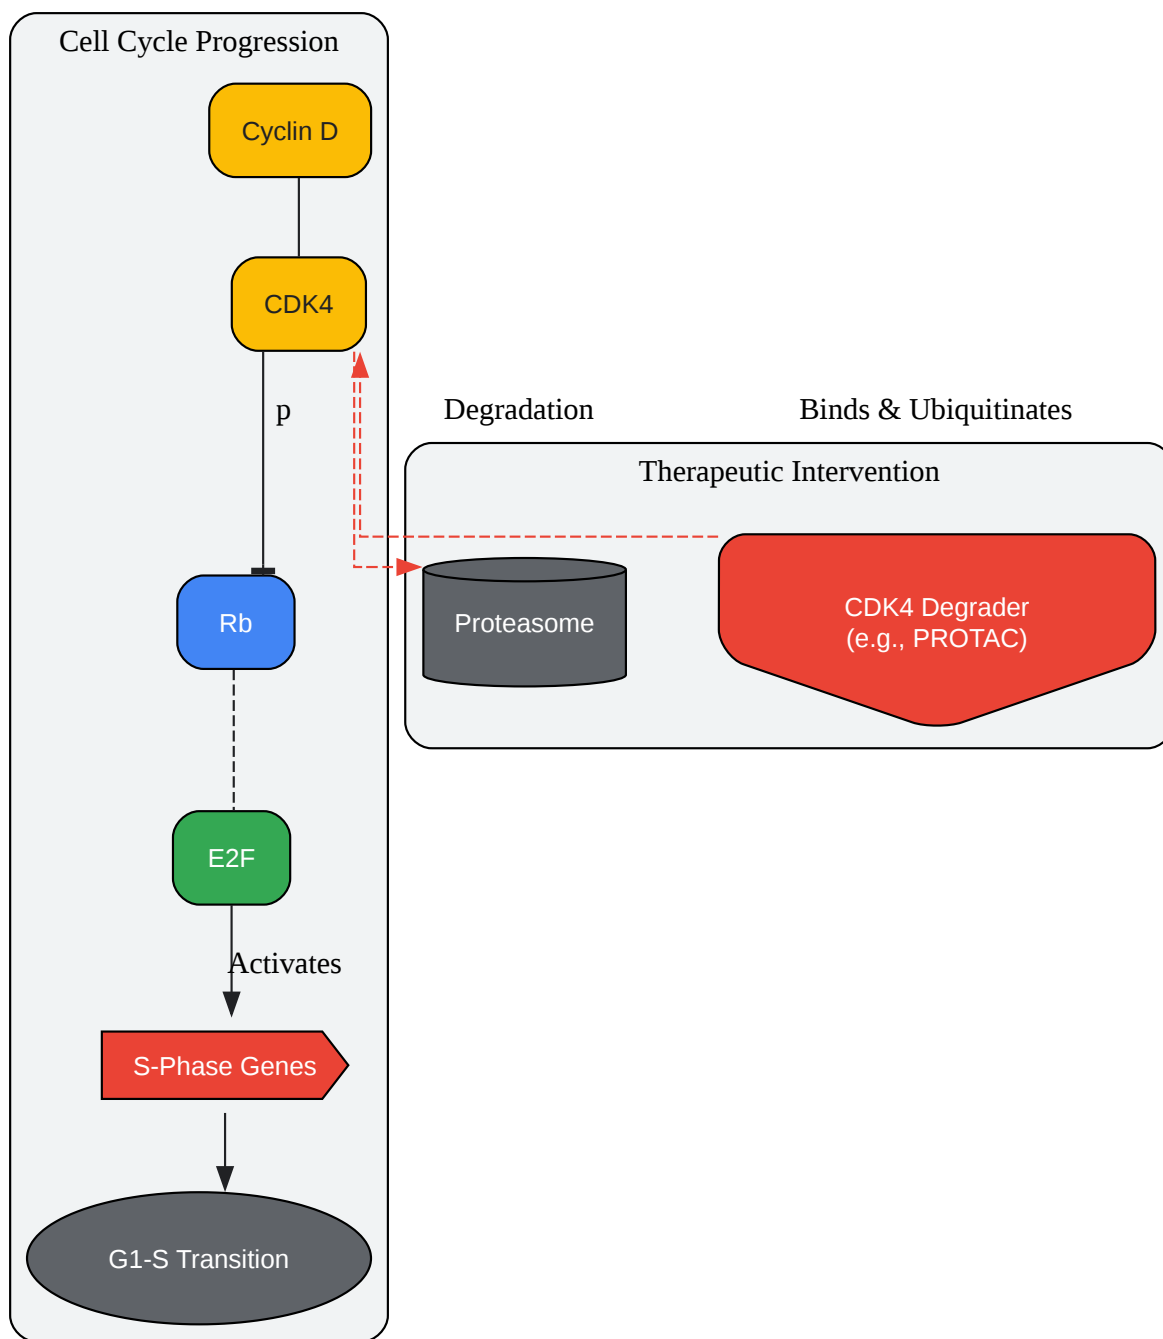 Cell Cycle Progression
Cyclin D
CDK4
p
Degradation
Binds & Ubiquitinates
Therapeutic Intervention
Rb
Proteasome
CDK4 Degrader
(e.g., PROTAC)
E2F
Activates
S-Phase Genes
G1-S Transition